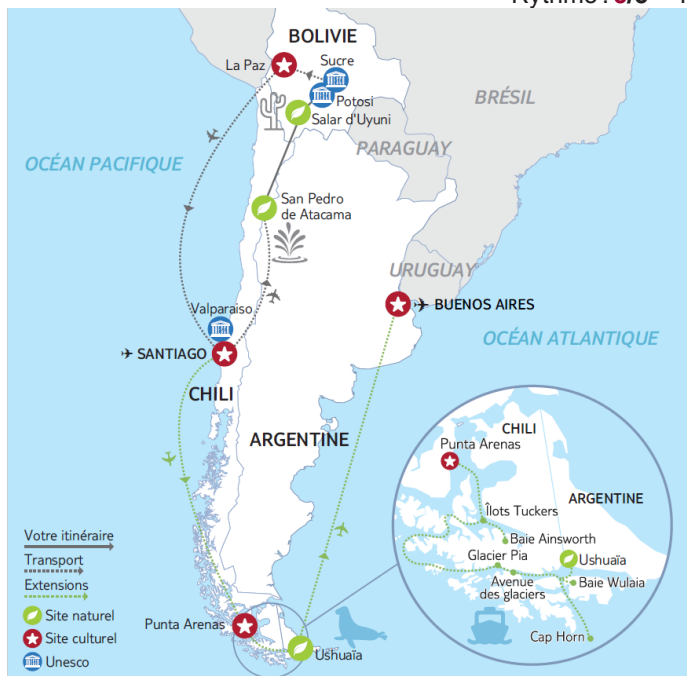 BOLIVIE
La Paz
Sucre
Potosi
Salar d'Uyuni
BRÉSIL
PARAGUAY
OCÉAN PACIFIQUE
San Pedro
de Atacama
URUGUAY
Valparaiso
BUENOS AIRES
OCÉAN ATLANTIQUE
SANTIAGO
CHILI
ARGENTINE
CHILI
Punta Arenas
ARGENTINE
Îlots Tuckers
Baie Ainsworth
Glacier Pia
Ushuaïa
Avenue
des glaciers
Baie Wulaia
Cap Horn
Votre itinéraire
Transport
Extensions
Site naturel
Site culturel
Unesco
Punta Arenas
Ushuaïa